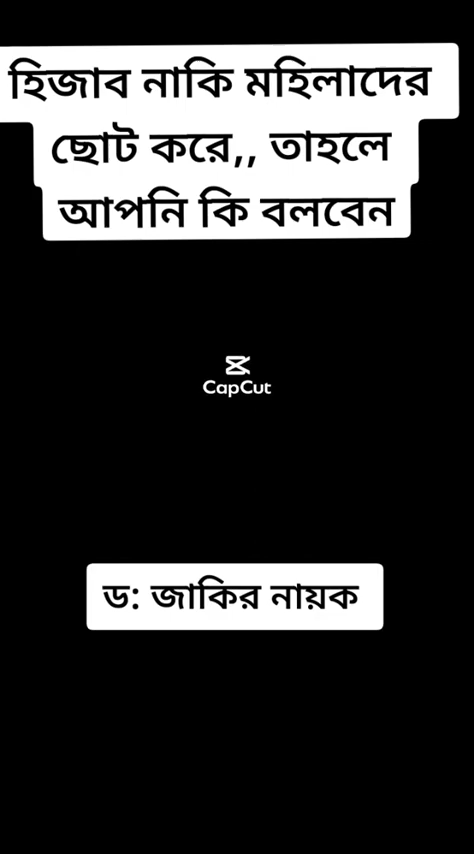 হিজাব নাকি মহিলাদের
ছোট করে,, তাহলে
আপনি কি বলবেন
CapCut
ড: জাকির নায়ক